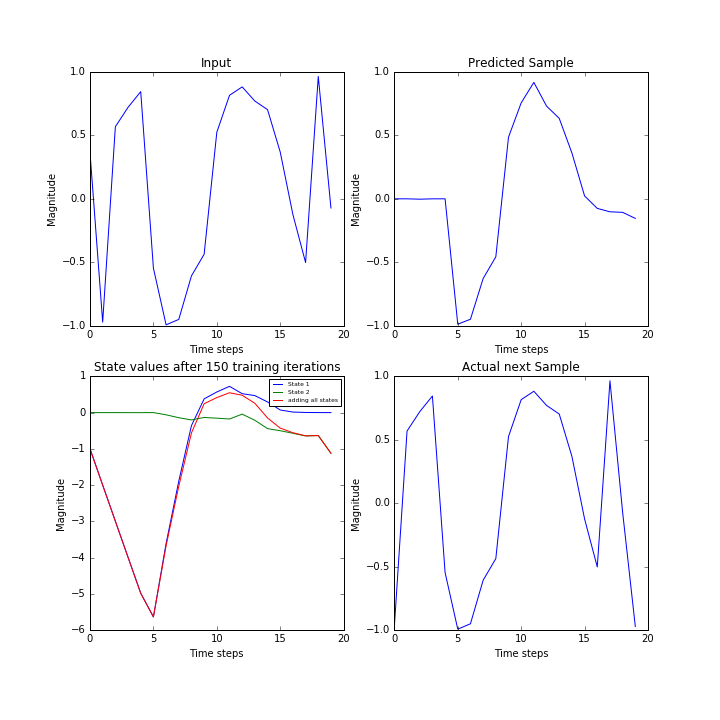 Input
Magnitude
1.0
0.5
0.0
−0.5
−1.0
0 5 10 15 20
Time steps
Predicted Sample
Magnitude
1.0
0.5
0.0
−0.5
−1.0
0 5 10 15 20
Time steps
State values after 150 training iterations
Magnitude
1
0
−1
−2
−3
−4
−5
−6
0 5 10 15 20
Time steps
State 1
State 2
adding all states
Actual next Sample
Magnitude
1.0
0.5
0.0
−0.5
−1.0
0 5 10 15 20
Time steps